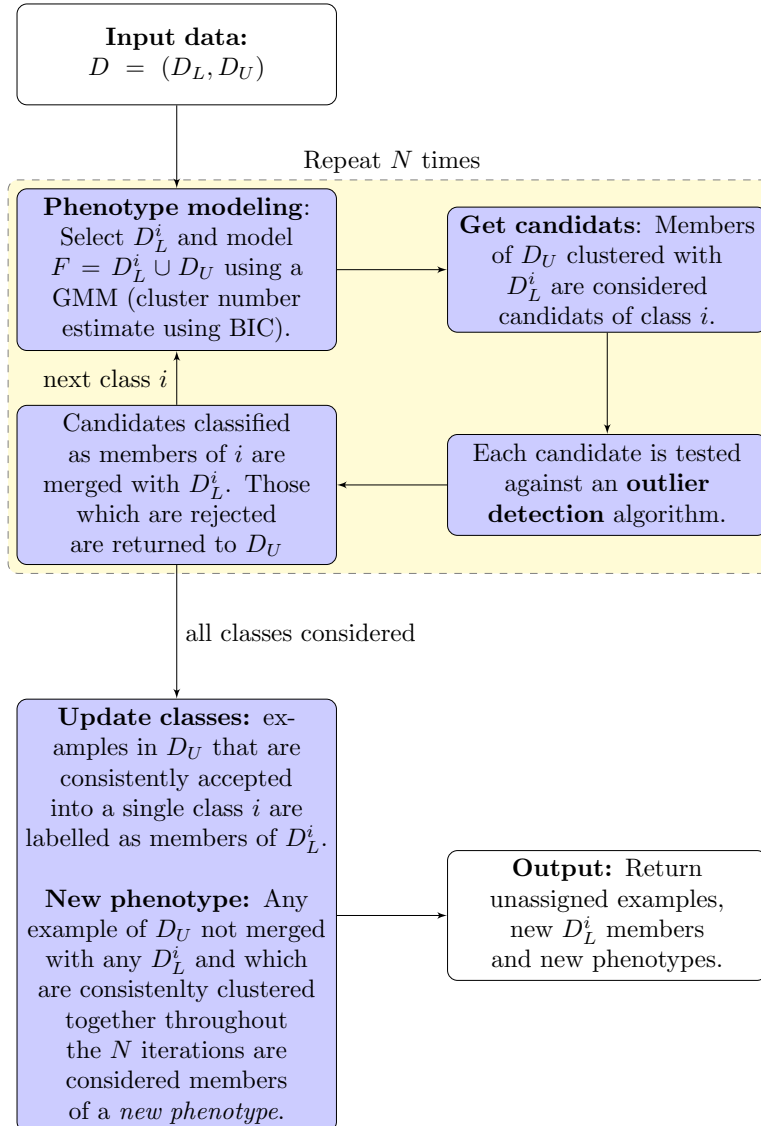 Input data:
D = (D_L, D_U)
Repeat N times
Phenotype modeling:
Select D_L^i and model
F = D_L^i ∪ D_U using a
GMM (cluster number
estimate using BIC).
Get candidats: Members
of D_U clustered with
D_L^i are considered
candidats of class i.
next class i
Candidates classified
as members of i are
merged with D_L^i. Those
which are rejected
are returned to D_U
Each candidate is tested
against an outlier
detection algorithm.
all classes considered
Update classes: ex-
amples in D_U that are
consistently accepted
into a single class i are
labelled as members of D_L^i.
New phenotype: Any
example of D_U not merged
with any D_L^i and which
are consistenlty clustered
together throughout
the N iterations are
considered members
of a new phenotype.
Output: Return
unassigned examples,
new D_L^i members
and new phenotypes.